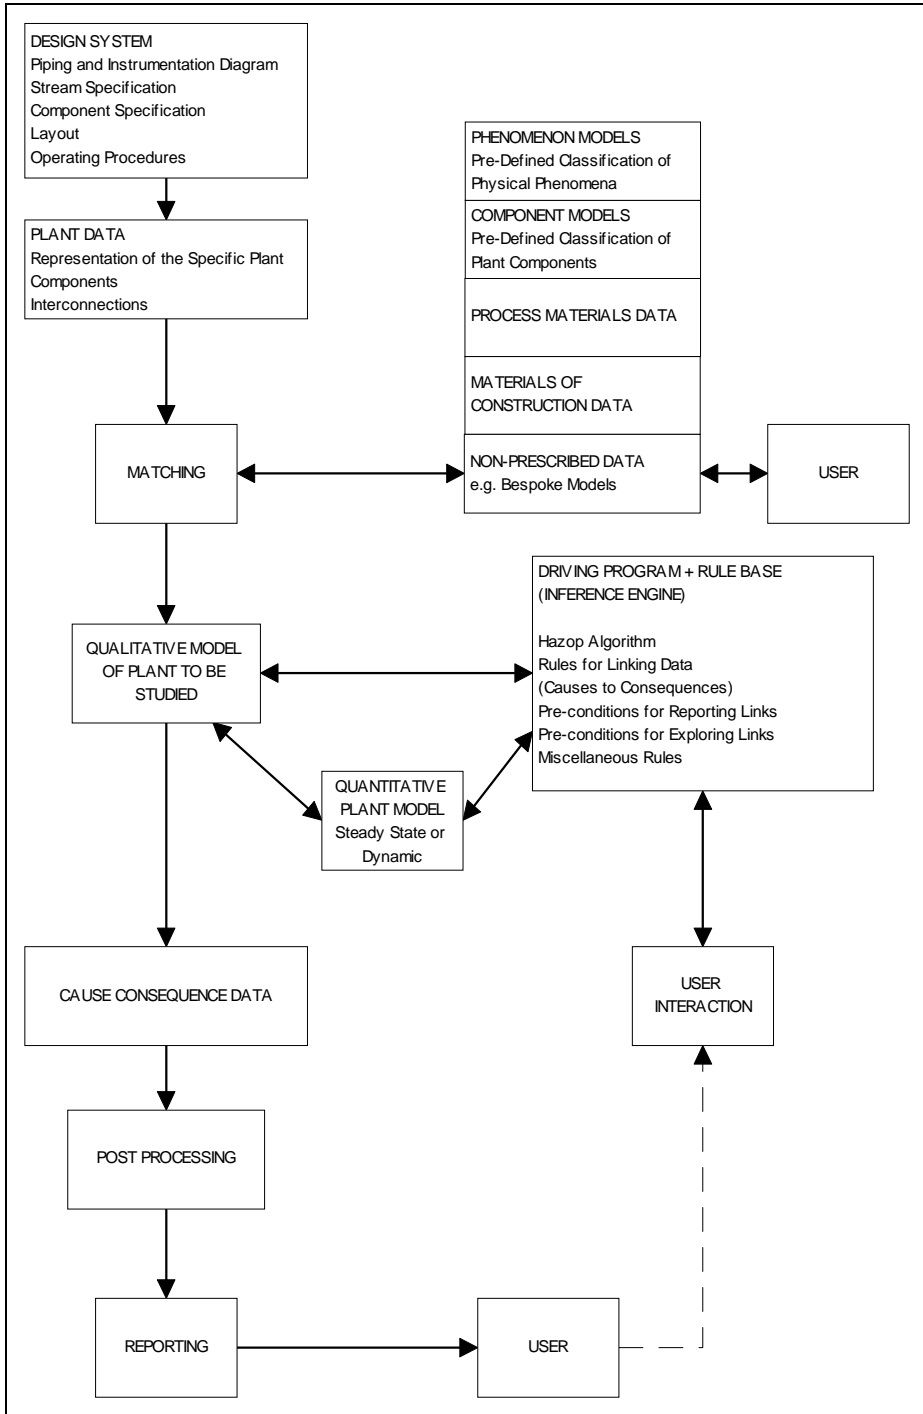 DESIGN SYSTEM
Piping and Instrumentation Diagram
Stream Specification
Component Specification
Layout
Operating Procedures
PLANT DATA
Representation of the Specific Plant
Components
Interconnections
PHENOMENON MODELS
Pre-Defined Classification of
Physical Phenomena
COMPONENT MODELS
Pre-Defined Classification of
Plant Components
PROCESS MATERIALS DATA
MATERIALS OF
CONSTRUCTION DATA
NON-PRESCRIBED DATA
e.g. Bespoke Models
MATCHING
USER
QUALITATIVE MODEL
OF PLANT TO BE
STUDIED
DRIVING PROGRAM + RULE BASE
(INFERENCE ENGINE)
Hazop Algorithm
Rules for Linking Data
(Causes to Consequences)
Pre-conditions for Reporting Links
Pre-conditions for Exploring Links
Miscellaneous Rules
QUANTITATIVE
PLANT MODEL
Steady State or
Dynamic
CAUSE CONSEQUENCE DATA
USER
INTERACTION
POST PROCESSING
REPORTING
USER